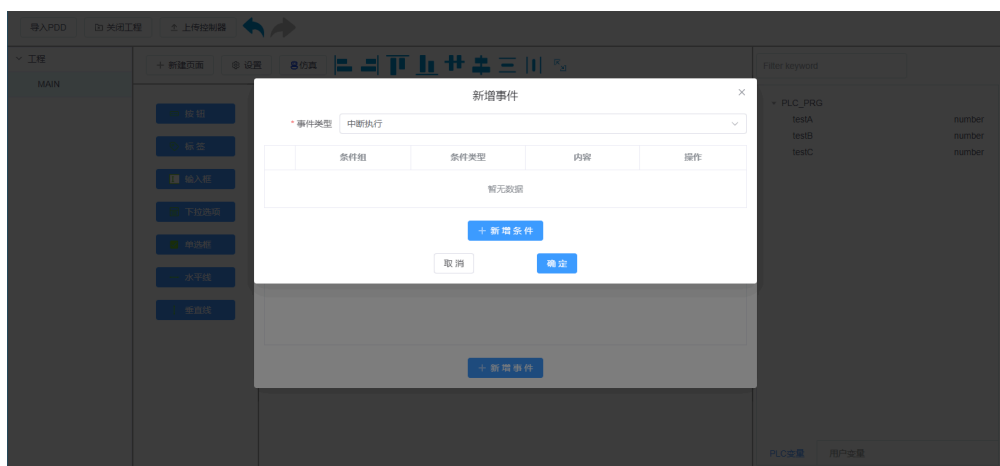 导入PDD 关闭工程 上传控制器
工程
MAIN
+ 新建页面 设置 仿真
Filter keyword
新增事件
* 事件类型 中断执行
条件组 条件类型 内容 操作
暂无数据
+ 新增条件
取消 确定
+ 新增事件
按钮
标签
输入框
下拉选项
单选框
水平线
垂直线
PLC_PRG
testA number
testB number
testC number
PLC变量 用户变量